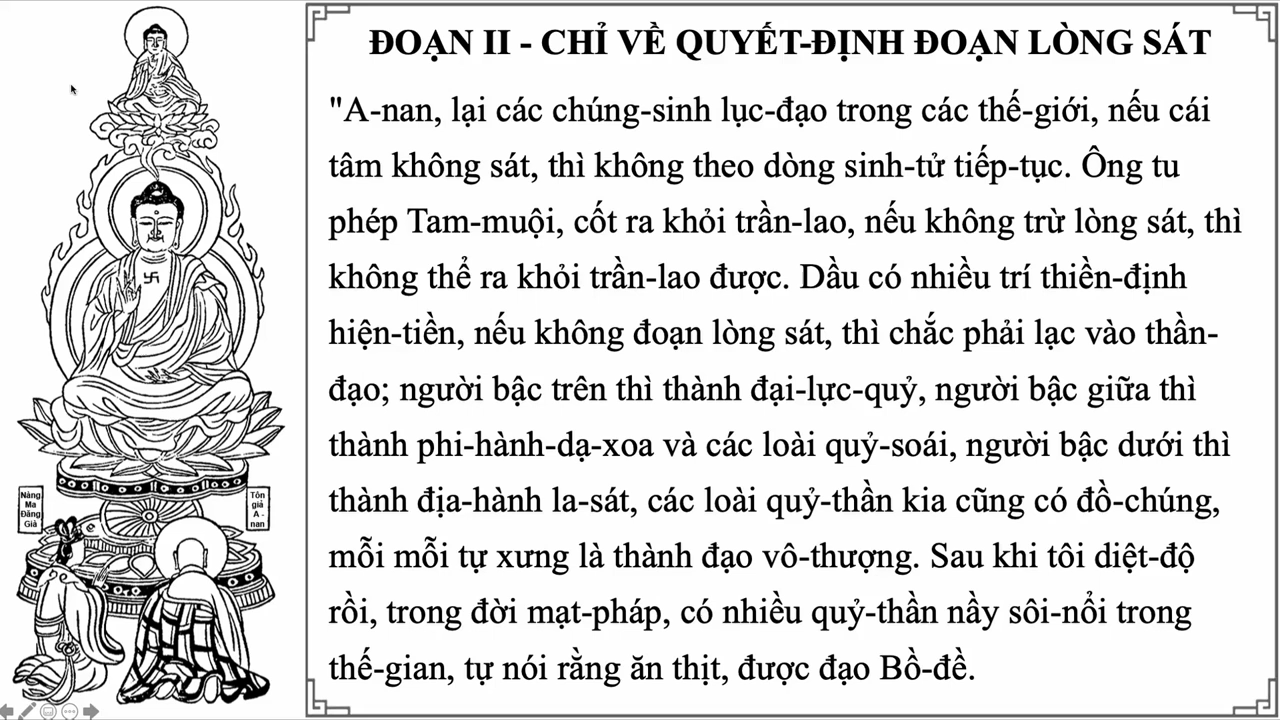 ĐOẠN II - CHỈ VỀ QUYẾT-ĐỊNH ĐOẠN LÒNG SÁT
"A-nan, lại các chúng-sinh lục-đạo trong các thế-giới, nếu cái
tâm không sát, thì không theo dòng sinh-tử tiếp-tục. Ông tu
phép Tam-muội, cốt ra khỏi trần-lao, nếu không trừ lòng sát, thì
không thể ra khỏi trần-lao được. Dầu có nhiều trí thiền-định
hiện-tiền, nếu không đoạn lòng sát, thì chắc phải lạc vào thần-
đạo; người bậc trên thì thành đại-lực-quỷ, người bậc giữa thì
thành phi-hành-dạ-xoa và các loài quỷ-soái, người bậc dưới thì
thành địa-hành la-sát, các loài quỷ-thần kia cũng có đồ-chúng,
mỗi mỗi tự xưng là thành đạo vô-thượng. Sau khi tôi diệt-độ
rồi, trong đời mạt-pháp, có nhiều quỷ-thần nầy sôi-nổi trong
thế-gian, tự nói rằng ăn thịt, được đạo Bồ-đề.
Nàng
Ma
Đăng
Già
Tôn
giả
A -
nan